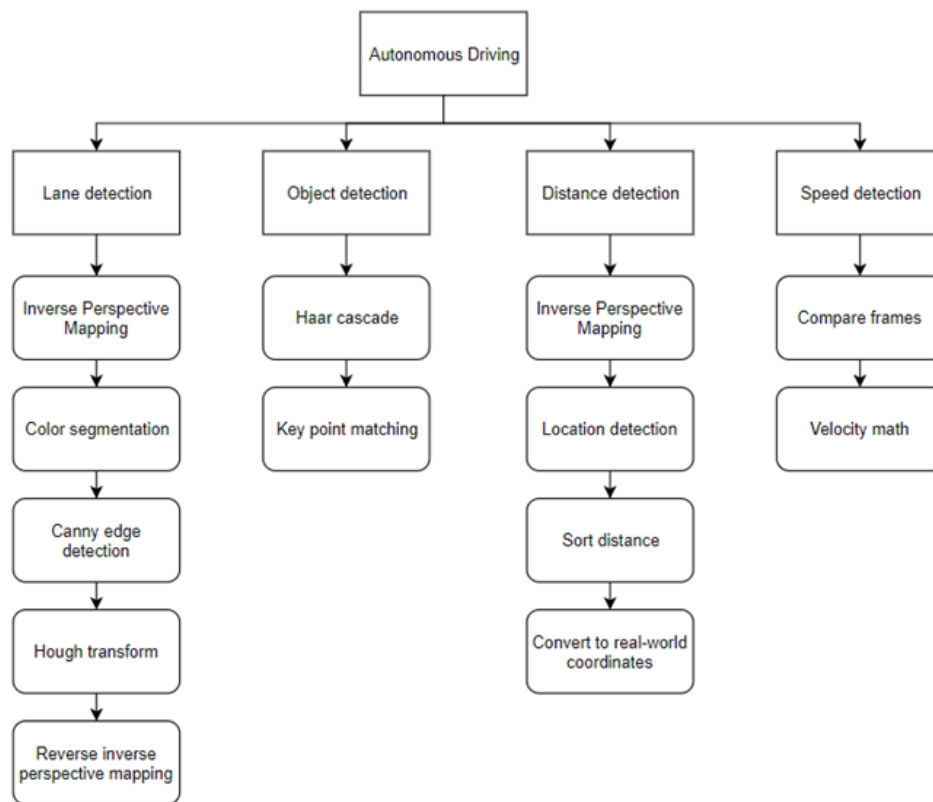 Autonomous Driving
Lane detection
Object detection
Distance detection
Speed detection
Inverse Perspective
Mapping
Haar cascade
Inverse Perspective
Mapping
Compare frames
Color segmentation
Key point matching
Location detection
Velocity math
Canny edge
detection
Sort distance
Hough transform
Convert to real-world
coordinates
Reverse inverse
perspective mapping